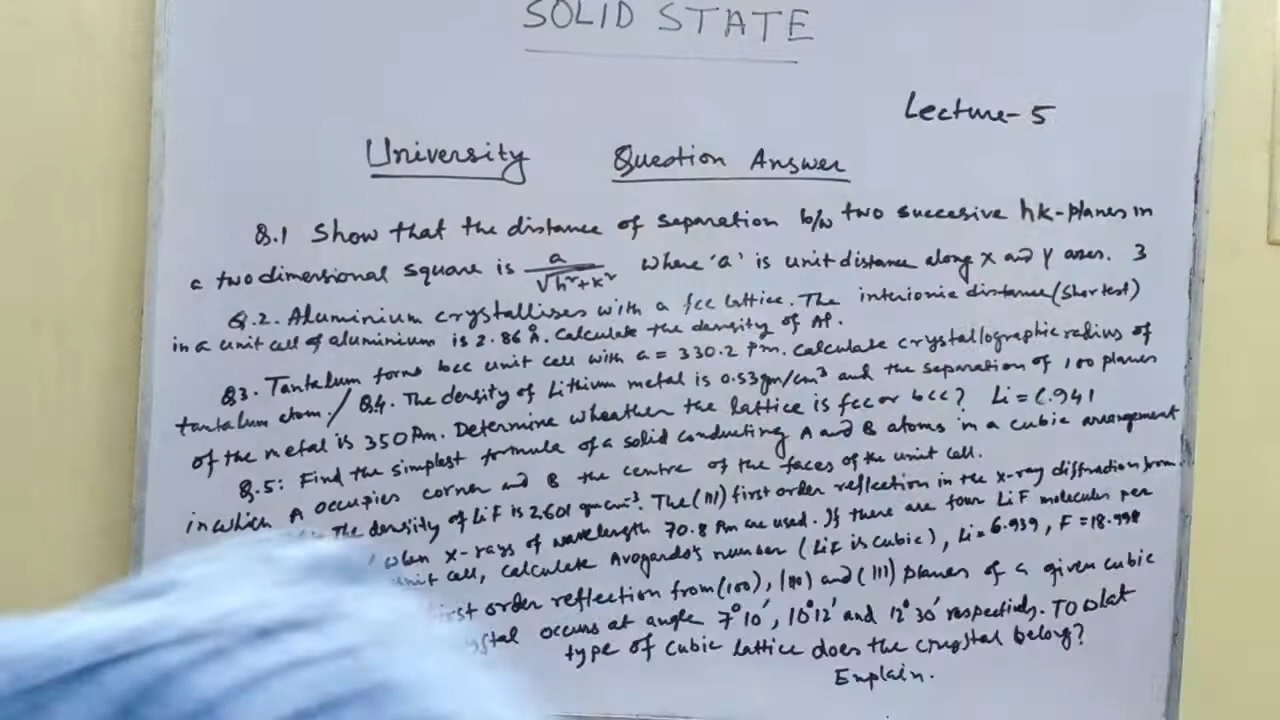 SOLID STATE
Lecture-5
University Question Answer
Q.1 Show that the distance of separation b/w two succesive hk-planes in
a two dimensional square is a/√h²+k² where 'a' is unit distance along x and y axes. 3
Q.2. Aluminium crystallises with a fcc lattice. The interionic distance (shortest)
in a unit cell of aluminium is 2.86 Å. Calculate the density of Al.
Q3. Tantalum forms bcc unit cell with a = 330.2 Pm. Calculate crystallographic radius of
tantalum atom. / Q.4. The density of Lithium metal is 0.53 gm/cm³ and the separation of 100 planes
of the metal is 350 Pm. Determine wheather the lattice is fcc or bcc? Li = 6.941
Q.5: Find the simplest formula of a solid conducting A and B atoms in a cubic arrangement
in which A occupies corner and B the centre of the faces of the unit cell.
The density of LiF is 2.601 gm cm⁻³. The (111) first order reflection in the x-ray diffraction from
when x-rays of wavelength 70.8 Pm are used. If there are four LiF molecules per
unit cell, calculate Avogardo's number (LiF is cubic), Li = 6.939, F = 18.998
first order reflection from (100), (110) and (111) planes of a given cubic
occurs at angle 7°10', 10°12' and 12°30' respectively. To what
type of cubic lattice does the crystal belong?
Explain.